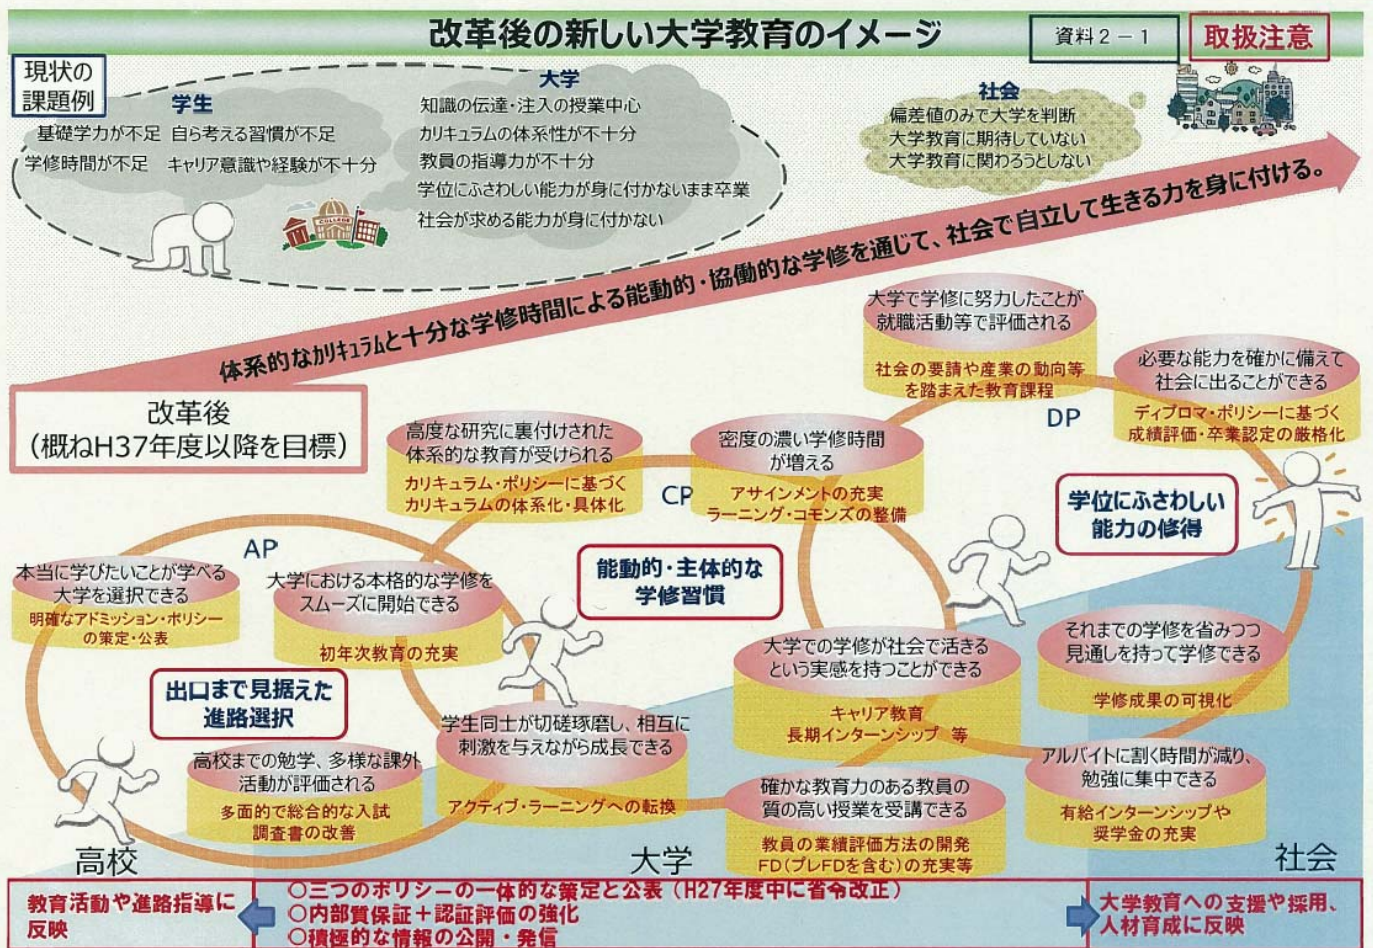 改革後の新しい大学教育のイメージ
資料2-1
取扱注意
現状の
課題例
学生
基礎学力が不足 自ら考える習慣が不足
学修時間が不足 キャリア意識や経験が不十分
大学
知識の伝達・注入の授業中心
カリキュラムの体系性が不十分
教員の指導力が不十分
学位にふさわしい能力が身に付かないまま卒業
社会が求める能力が身に付かない
COLLEGE
社会
偏差値のみで大学を判断
大学教育に期待していない
大学教育に関わろうとしない
体系的なカリキュラムと十分な学修時間による能動的・協働的な学修を通じて、社会で自立して生きる力を身に付ける。
改革後
(概ねH37年度以降を目標)
大学で学修に努力したことが
就職活動等で評価される
社会の要請や産業の動向等
を踏まえた教育課程
必要な能力を確かに備えて
社会に出ることができる
ディプロマ・ポリシーに基づく
成績評価・卒業認定の厳格化
DP
高度な研究に裏付けされた
体系的な教育が受けられる
カリキュラム・ポリシーに基づく
カリキュラムの体系化・具体化
CP
密度の濃い学修時間
が増える
アサインメントの充実
ラーニング・コモンズの整備
学位にふさわしい
能力の修得
AP
本当に学びたいことが学べる
大学を選択できる
明確なアドミッション・ポリシー
の策定・公表
大学における本格的な学修を
スムーズに開始できる
初年次教育の充実
能動的・主体的な
学修習慣
出口まで見据えた
進路選択
大学での学修が社会で活きる
という実感を持つことができる
キャリア教育
長期インターンシップ 等
それまでの学修を省みつつ
見通しを持って学修できる
学修成果の可視化
高校までの勉学、多様な課外
活動が評価される
多面的で総合的な入試
調査書の改善
学生同士が切磋琢磨し、相互に
刺激を与えながら成長できる
アクティブ・ラーニングへの転換
確かな教育力のある教員の
質の高い授業を受講できる
教員の業績評価方法の開発
FD(プレFDを含む)の充実等
アルバイトに割く時間が減り、
勉強に集中できる
有給インターンシップや
奨学金の充実
高校
大学
社会
教育活動や進路指導に
反映
○三つのポリシーの一体的な策定と公表(H27年度中に省令改正)
○内部質保証+認証評価の強化
○積極的な情報の公開・発信
大学教育への支援や採用、
人材育成に反映